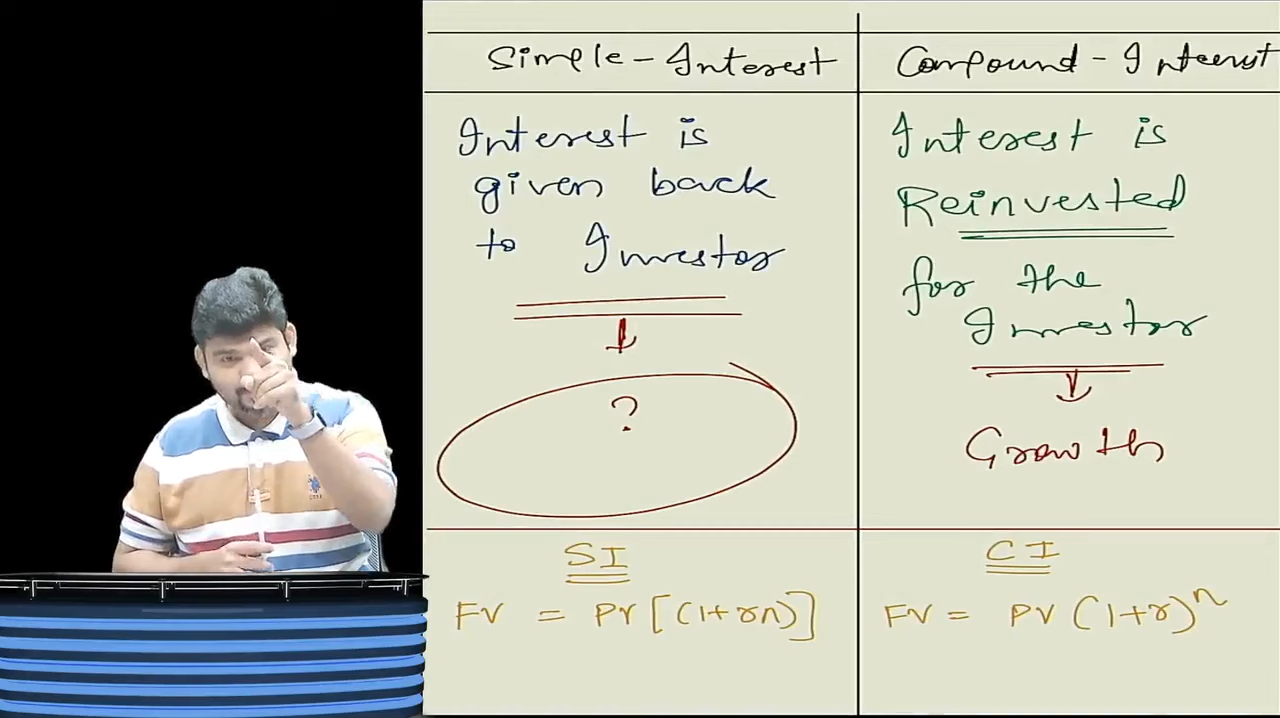 Simple - Interest
Interest is
given back
to Investor
?
SI
FV = PV [(1+rn)]
Compound - Interest
Interest is
Reinvested
for the
Investor
Growth
CI
FV = PV (1+r)^n